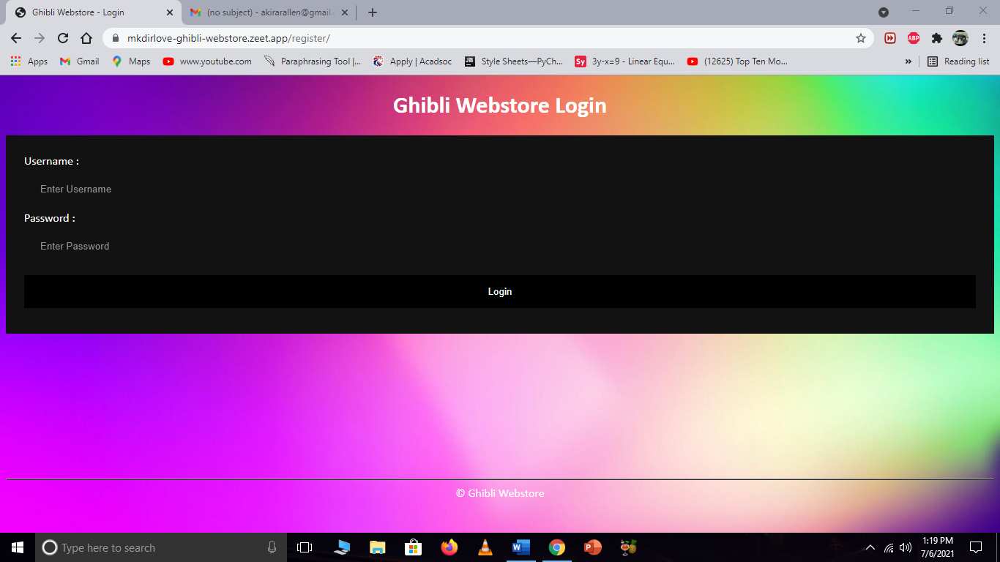 Ghibli Webstore - Login
(no subject) - akirarallen@gmail.
mkdirlove-ghibli-webstore.zeet.app/register/
ABP
Apps
Gmail
Maps
www.youtube.com
Paraphrasing Tool |...
Apply | Acadsoc
JB
Style Sheets—PyCh...
Sy
3y-x=9 - Linear Equ...
(12625) Top Ten Mo...
»
Reading list
Ghibli Webstore Login
Username :
Enter Username
Password :
Enter Password
Login
© Ghibli Webstore
Type here to search
W
P
1:19 PM
7/6/2021